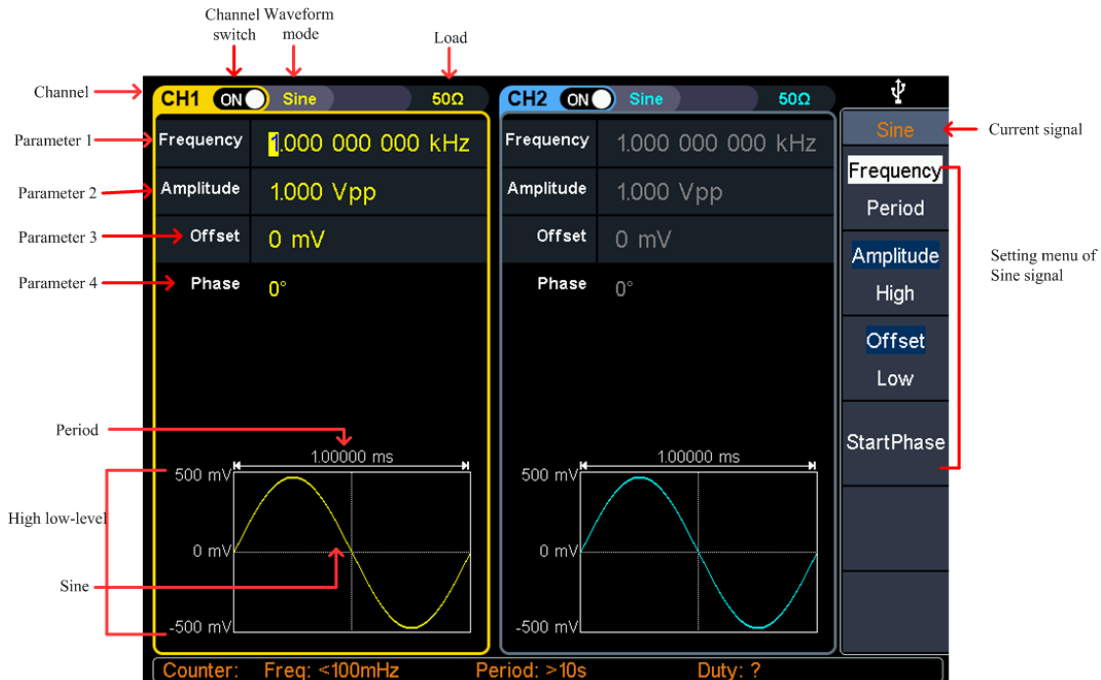 Channel switch
Waveform mode
Load
Channel
CH1 ON Sine 50Ω
CH2 ON Sine 50Ω
Sine
Current signal
Parameter 1
Frequency 1.000 000 000 kHz
Frequency 1.000 000 000 kHz
Frequency
Period
Parameter 2
Amplitude 1.000 Vpp
Amplitude 1.000 Vpp
Parameter 3
Offset 0 mV
Offset 0 mV
Amplitude
High
Setting menu of
Sine signal
Parameter 4
Phase 0°
Phase 0°
Offset
Low
StartPhase
Period
1.00000 ms
1.00000 ms
500 mV
500 mV
High low-level
0 mV
0 mV
Sine
-500 mV
-500 mV
Counter: Freq: <100mHz Period: >10s Duty: ?